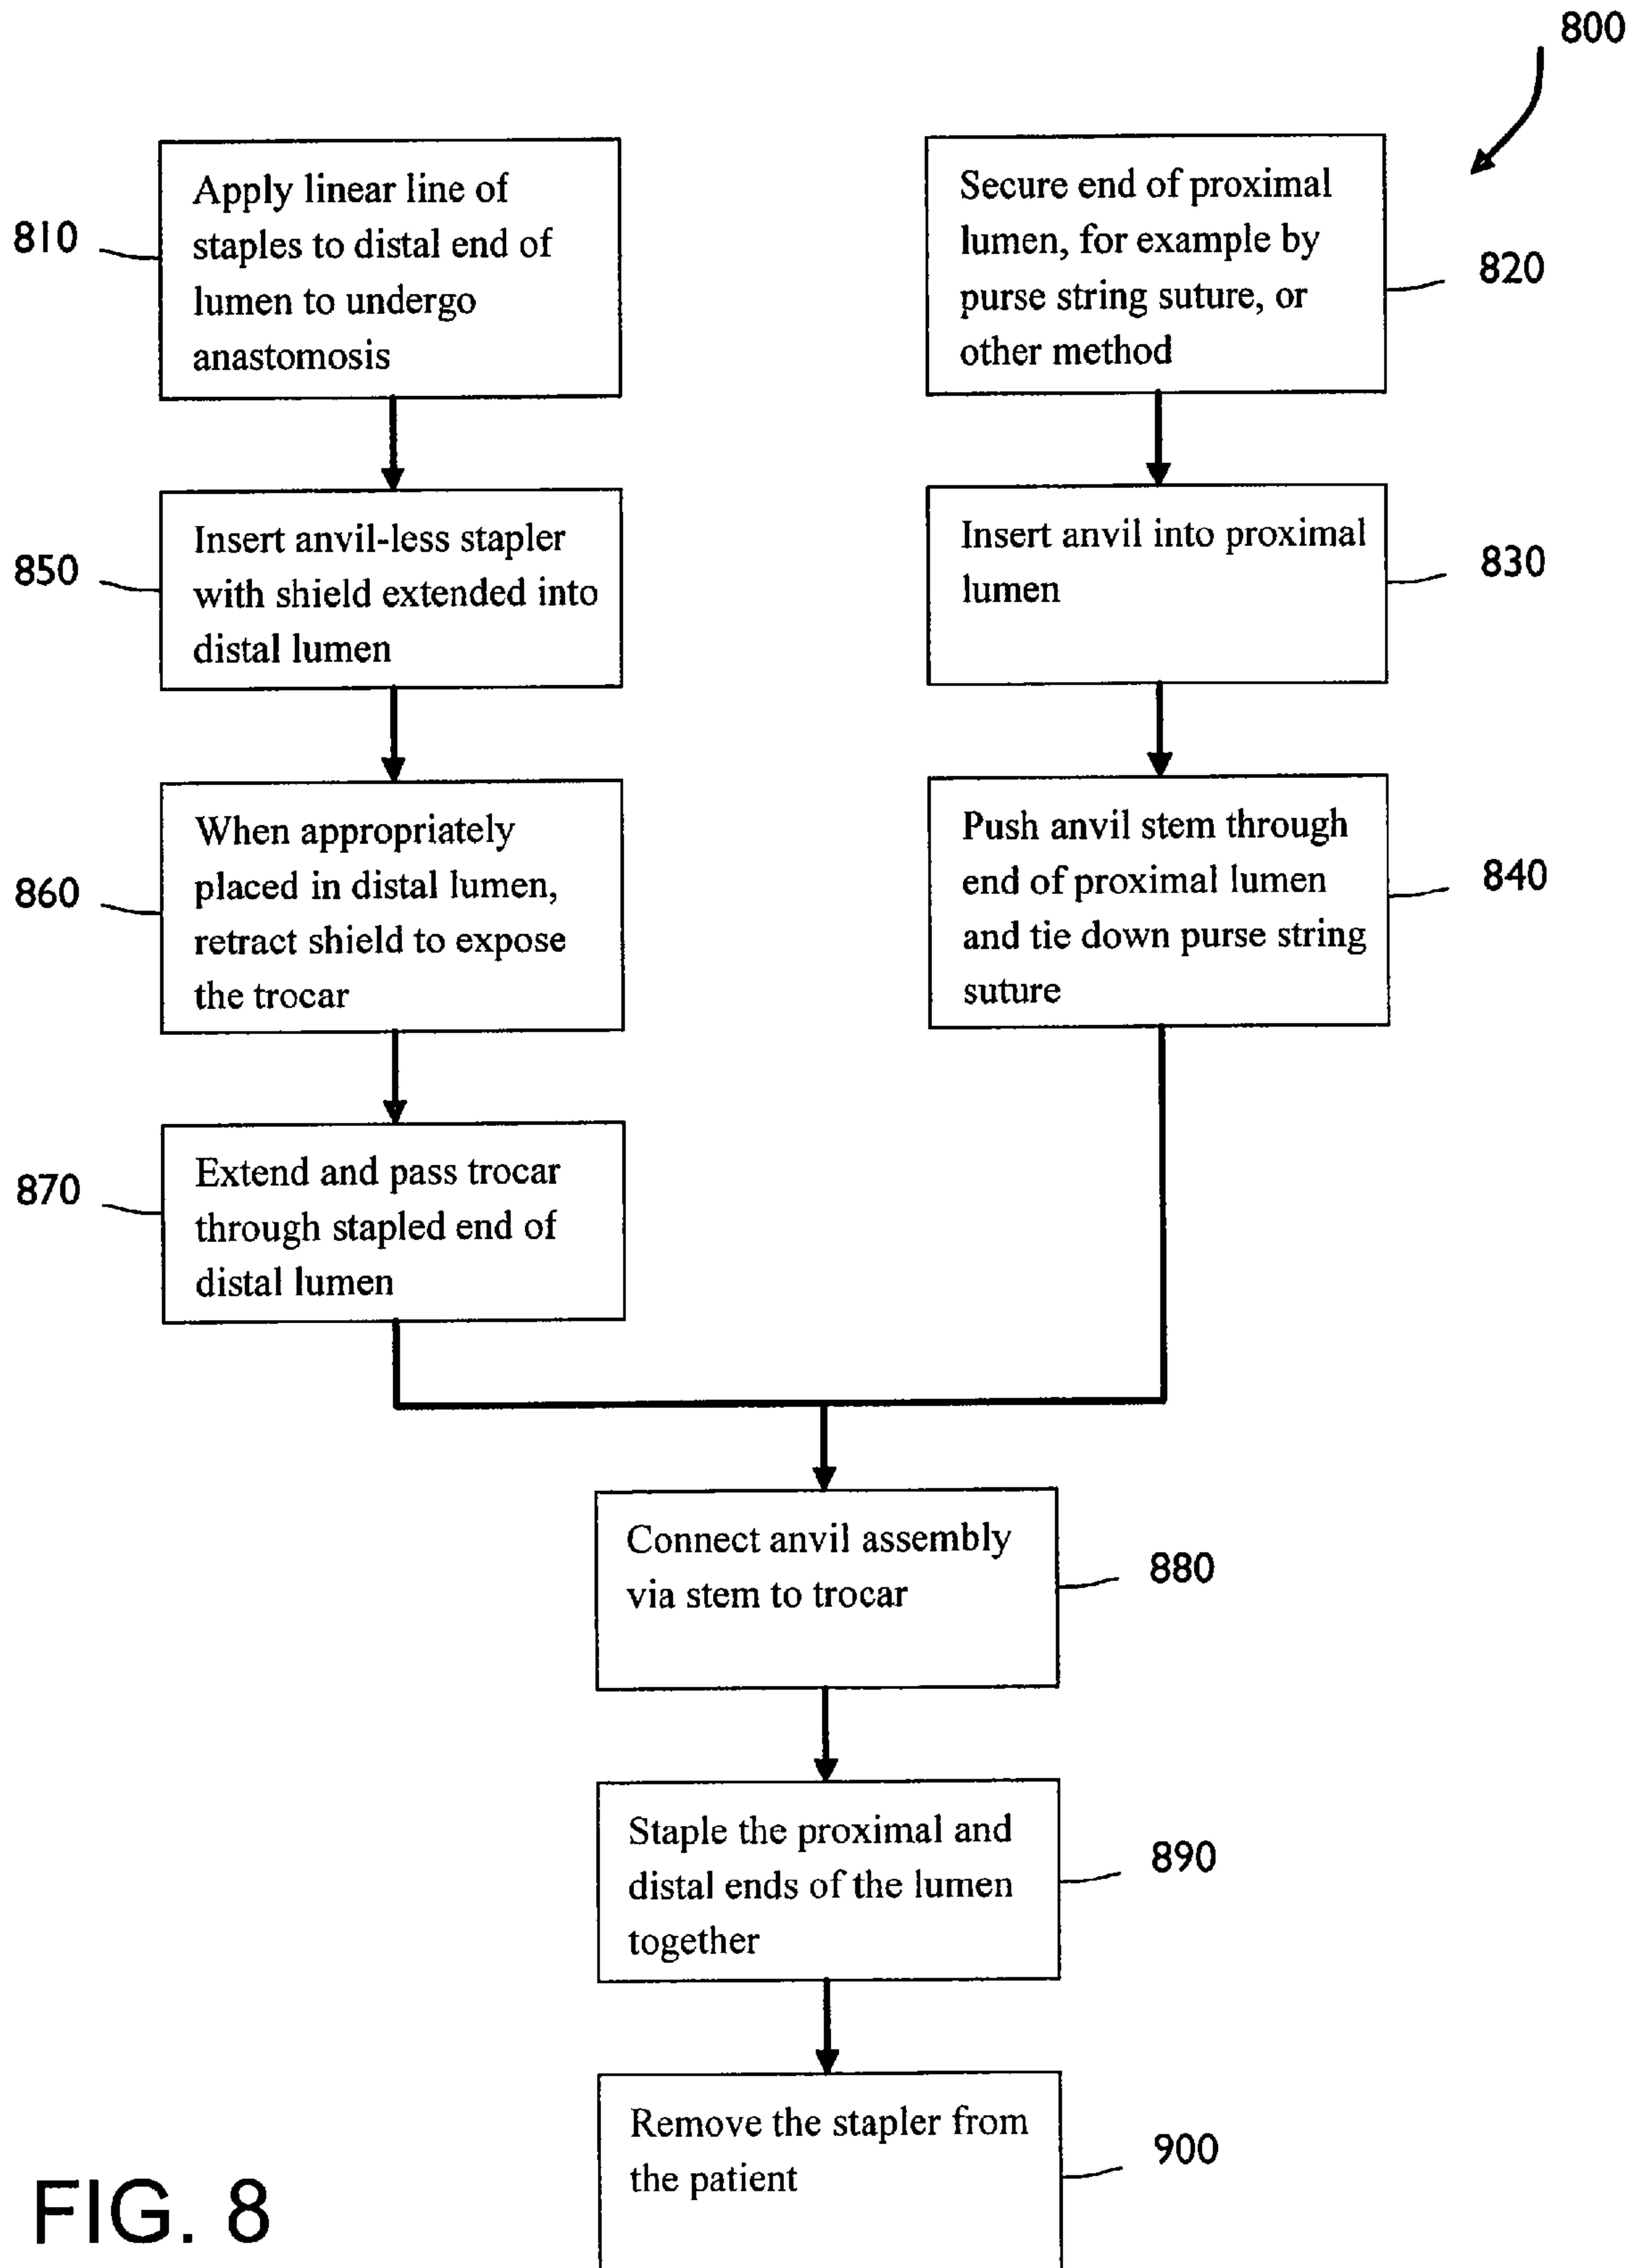 800
810
Apply linear line of
staples to distal end of
lumen to undergo
anastomosis
Secure end of proximal
lumen, for example by
purse string suture, or
other method
820
850
Insert anvil-less stapler
with shield extended into
distal lumen
Insert anvil into proximal
lumen
830
860
When appropriately
placed in distal lumen,
retract shield to expose
the trocar
Push anvil stem through
end of proximal lumen
and tie down purse string
suture
840
870
Extend and pass trocar
through stapled end of
distal lumen
Connect anvil assembly
via stem to trocar
880
Staple the proximal and
distal ends of the lumen
together
890
Remove the stapler from
the patient
900
FIG. 8